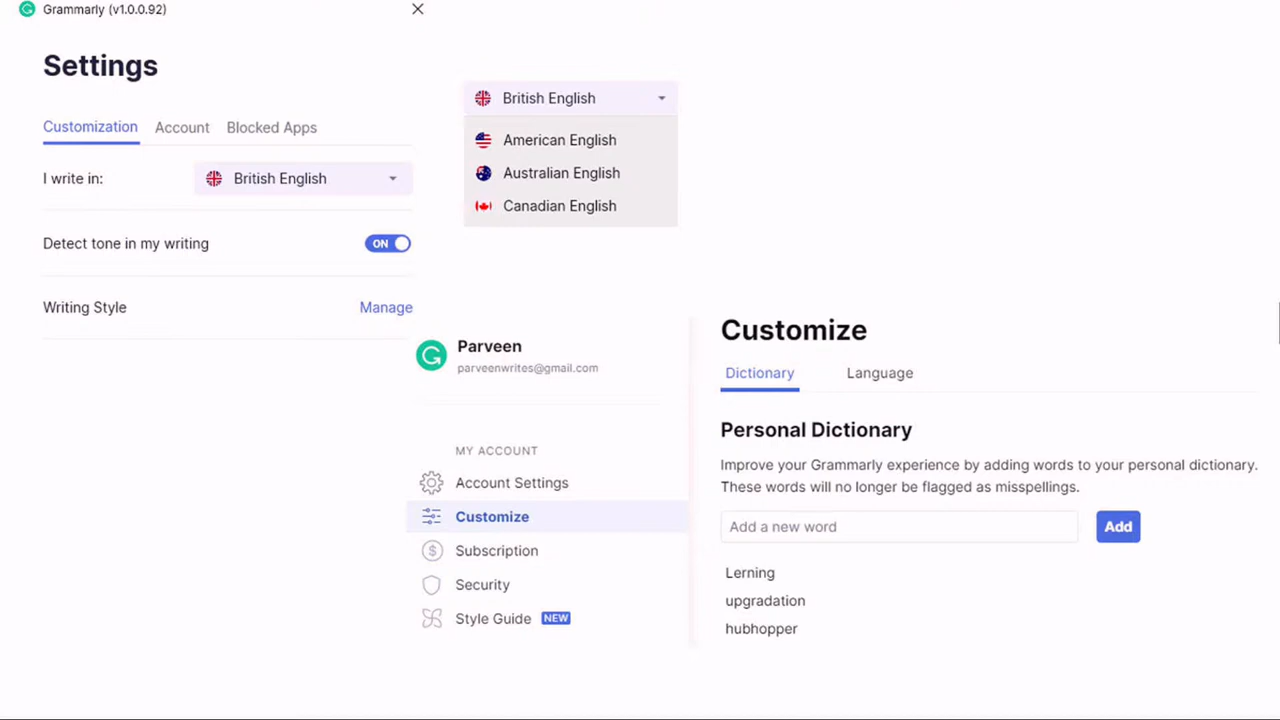 Grammarly (v1.0.0.92)
Settings
Customization Account Blocked Apps
I write in: British English
Detect tone in my writing ON
Writing Style Manage
British English
American English
Australian English
Canadian English
Parveen
parveenwrites@gmail.com
MY ACCOUNT
Account Settings
Customize
Subscription
Security
Style Guide NEW
Customize
Dictionary Language
Personal Dictionary
Improve your Grammarly experience by adding words to your personal dictionary.
These words will no longer be flagged as misspellings.
Add a new word Add
Lerning
upgradation
hubhopper